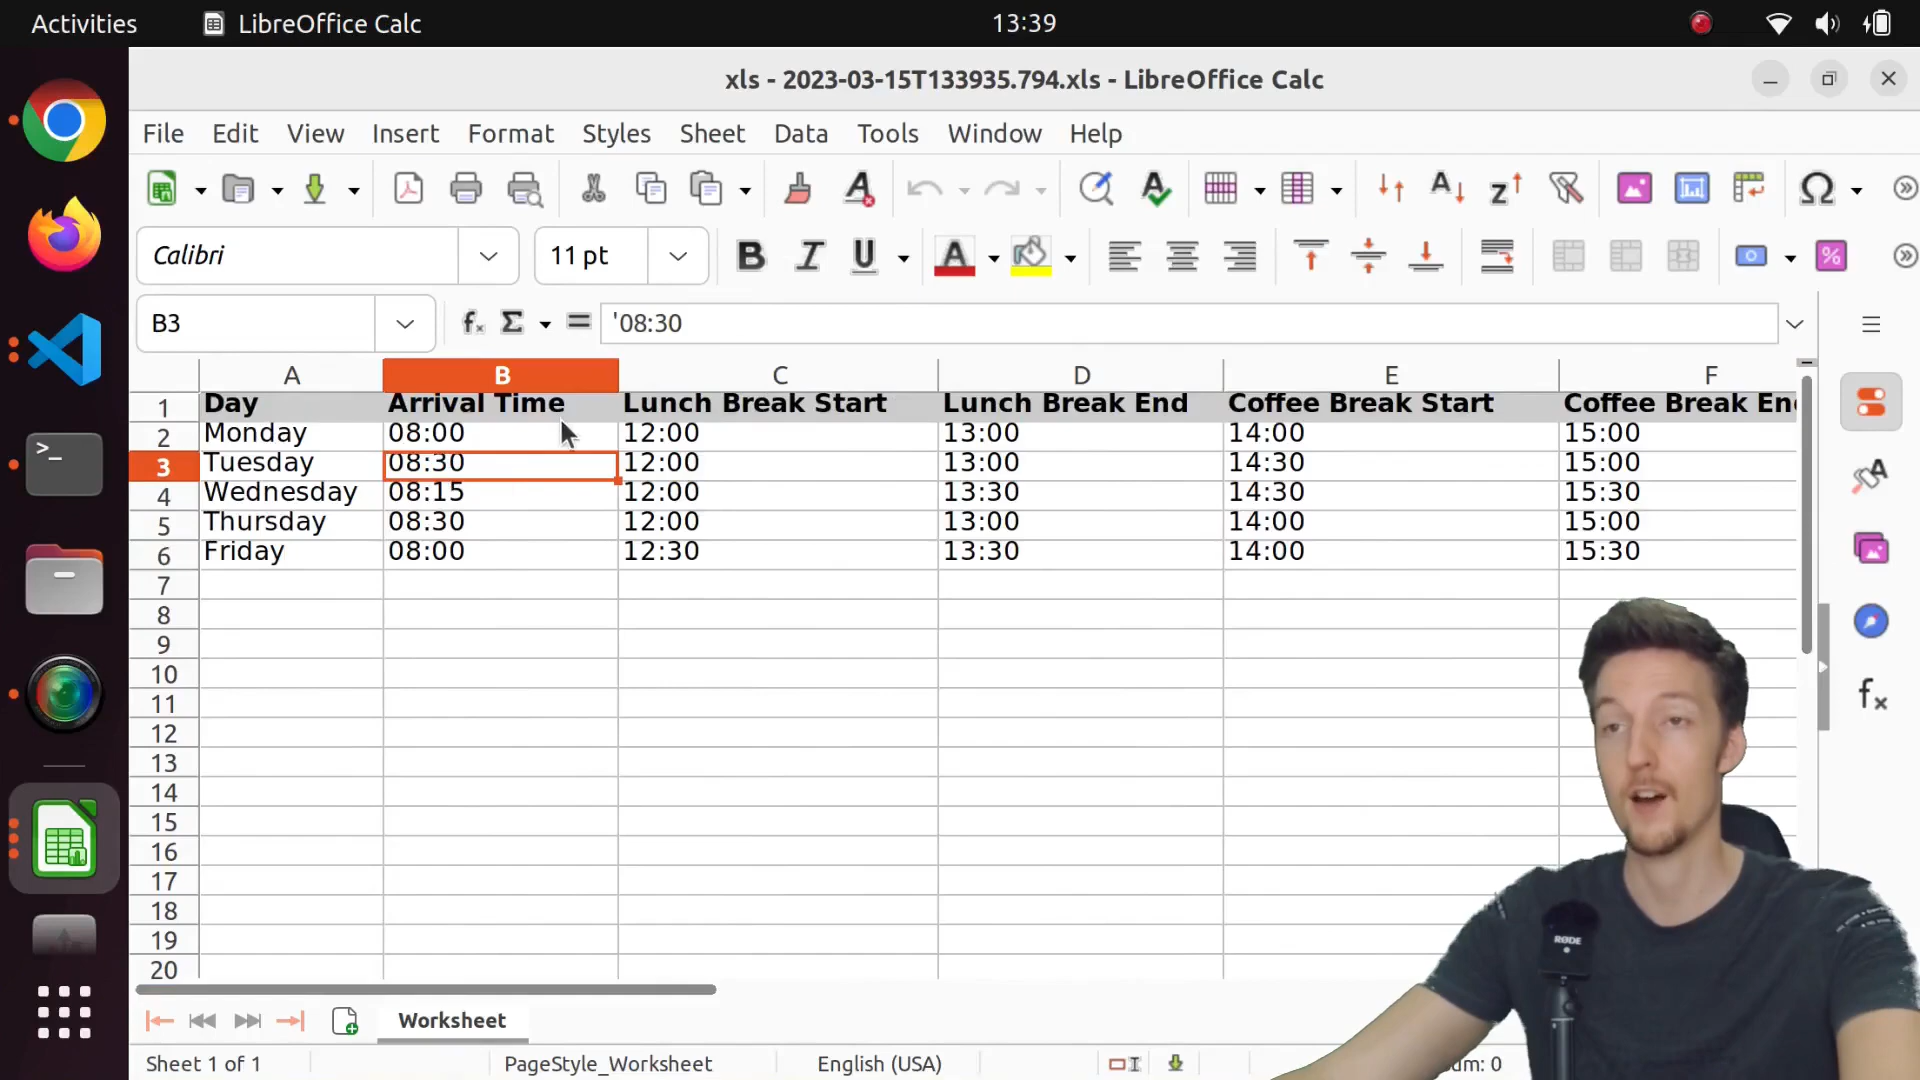 Activities LibreOffice Calc 13:39
xls - 2023-03-15T133935.794.xls - LibreOffice Calc
File Edit View Insert Format Styles Sheet Data Tools Window Help
Calibri 11 pt
B3 '08:30
A B C D E F
1 Day Arrival Time Lunch Break Start Lunch Break End Coffee Break Start Coffee Break En
2 Monday 08:00 12:00 13:00 14:00 15:00
3 Tuesday 08:30 12:00 13:00 14:30 15:00
4 Wednesday 08:15 12:00 13:30 14:30 15:30
5 Thursday 08:30 12:00 13:00 14:00 15:00
6 Friday 08:00 12:30 13:30 14:00 15:30
7
8
9
10
11
12
13
14
15
16
17
18
19
20
RØDE
Worksheet
Sheet 1 of 1 PageStyle_Worksheet English (USA) um: 0